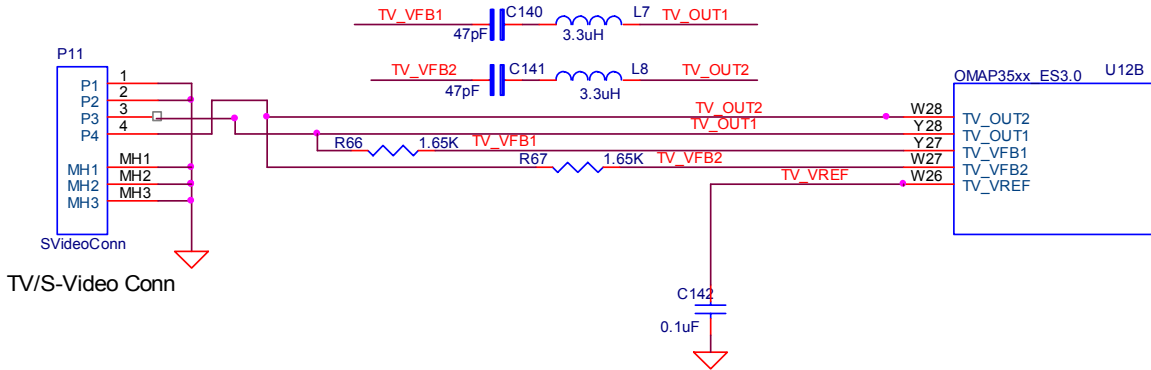 TV_VFB1 C140 L7 TV_OUT1
47pF 3.3uH
TV_VFB2 C141 L8 TV_OUT2
47pF 3.3uH
P11
P1 1
P2 2
P3 3
P4 4
MH1 MH1
MH2 MH2
MH3 MH3
SVideoConn
TV/S-Video Conn
OMAP35xx_ES3.0 U12B
TV_OUT2 W28 TV_OUT2
TV_OUT1 Y28 TV_OUT1
R66 1.65K TV_VFB1 Y27 TV_VFB1
R67 1.65K TV_VFB2 W27 TV_VFB2
TV_VREF W26 TV_VREF
C142
0.1uF